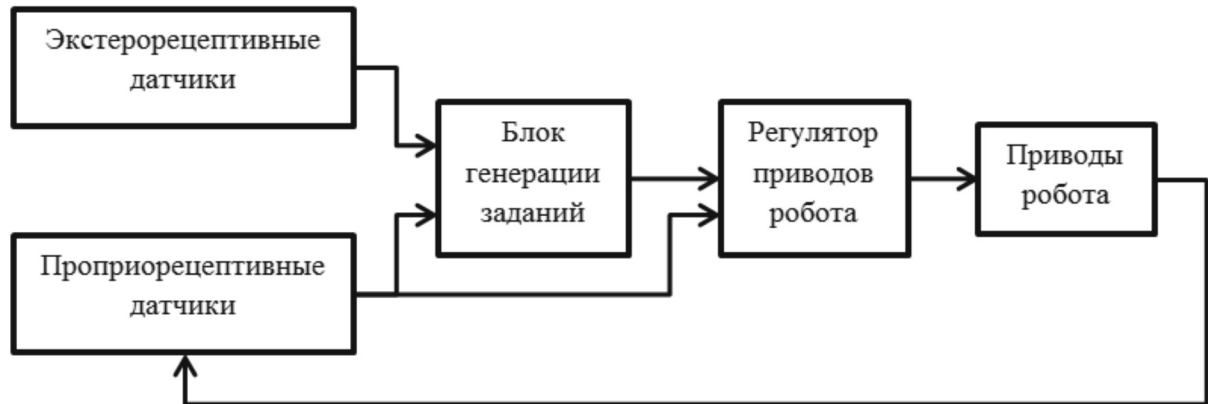 Экстерорецептивные
датчики
Блок
генерации
заданий
Регулятор
приводов
робота
Приводы
робота
Проприорецептивные
датчики